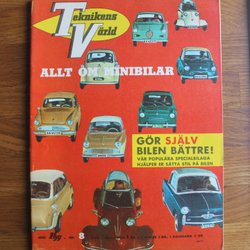 Teknikens
Värld
ALLT OM MINIBILAR
GÖR SJÄLV
BILEN BÄTTRE!
VÅR POPULÄRA SPECIALBILAGA
HJÄLPER ER SÄTTA STIL PÅ BILEN
8